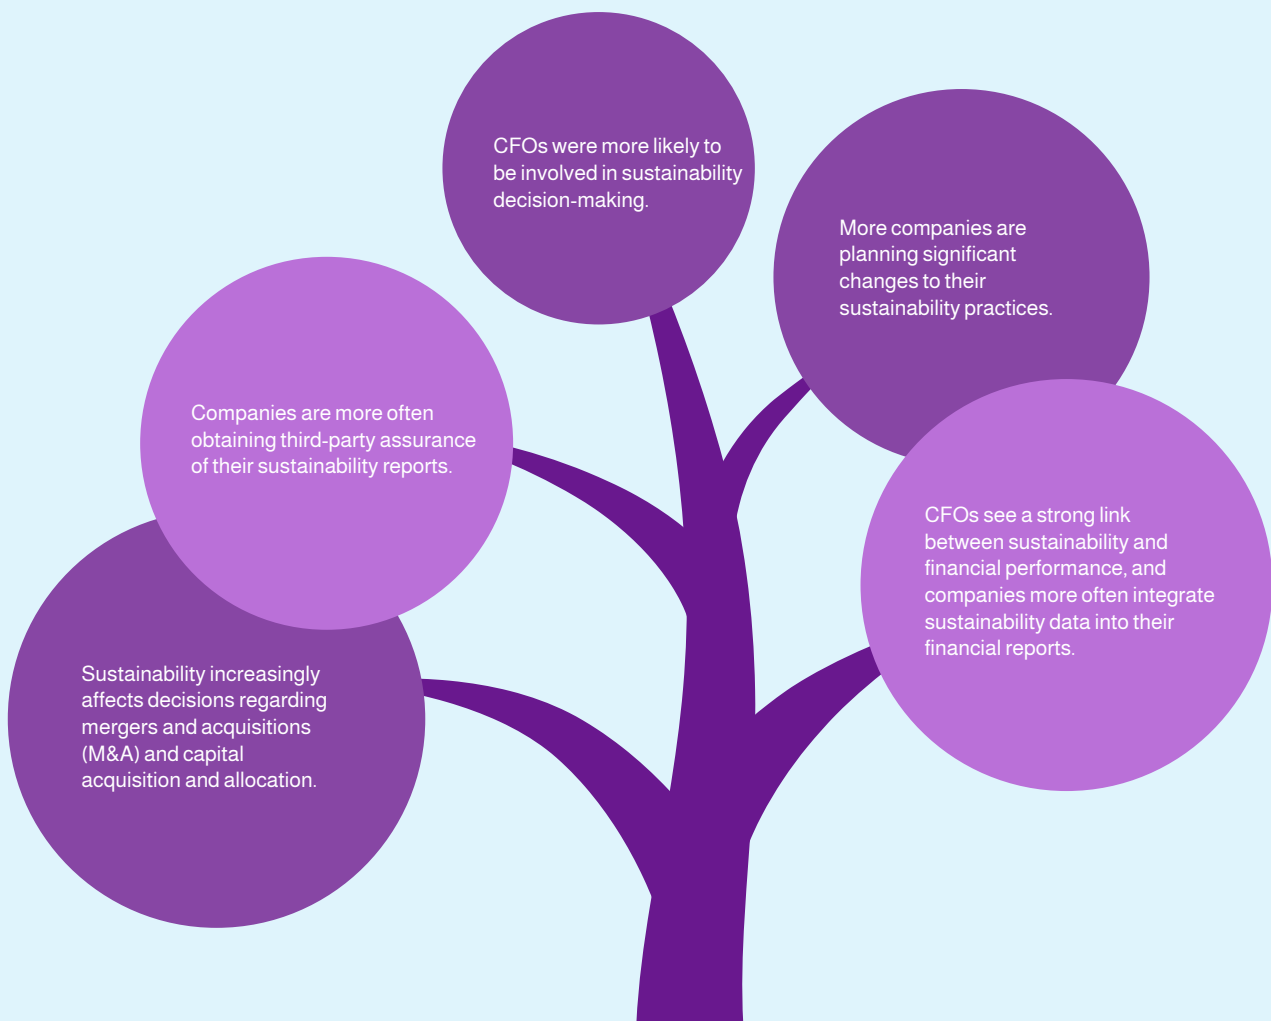 CFOs were more likely to
be involved in sustainability
decision-making.
More companies are
planning significant
changes to their
sustainability practices.
Companies are more often
obtaining third-party assurance
of their sustainability reports.
CFOs see a strong link
between sustainability and
financial performance, and
companies more often integrate
sustainability data into their
financial reports.
Sustainability increasingly
affects decisions regarding
mergers and acquisitions
(M&A) and capital
acquisition and allocation.